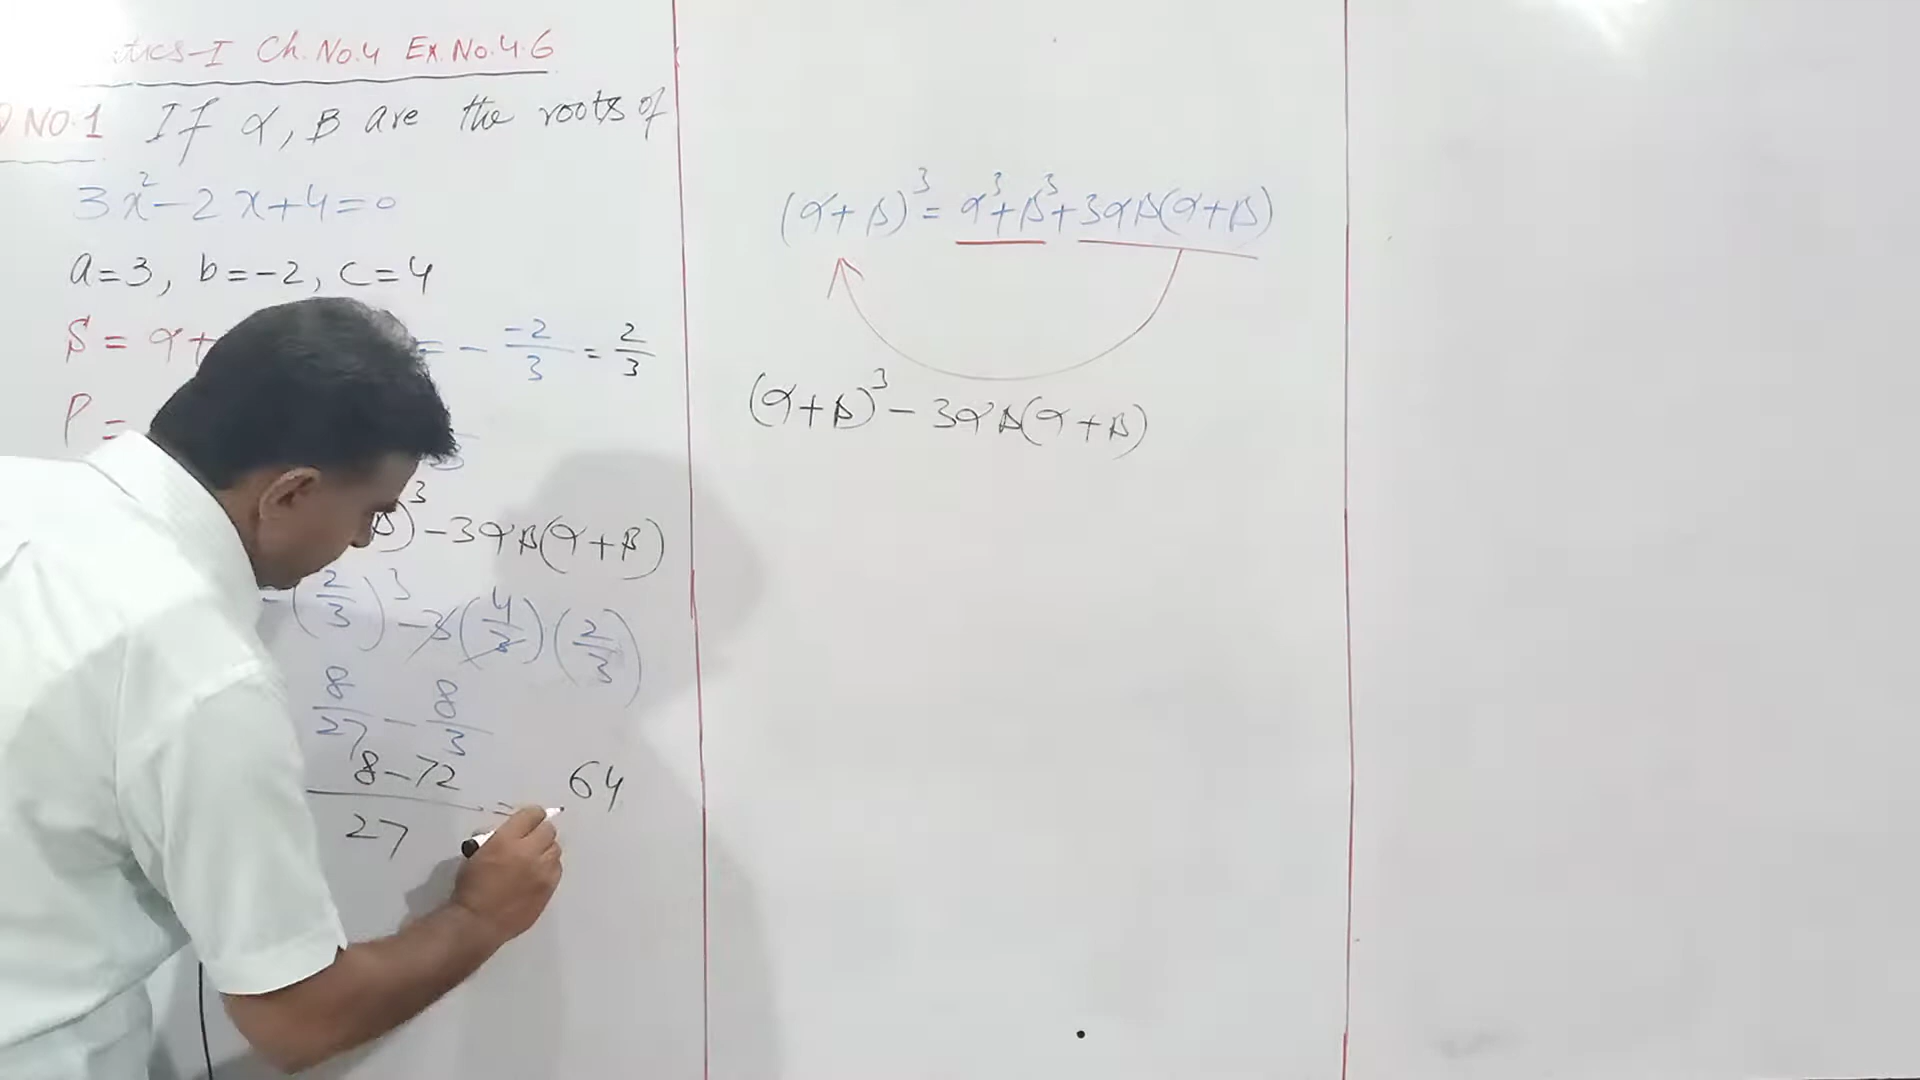 Ch. No.4 Ex. No.4.6
NO.1 If α, β are the roots of
3x²-2x+4=0
a=3, b=-2, c=4
S = α+ = - -2/3 = 2/3
P =
β)³-3αβ(α+β)
(2/3)³-3(4/3)(2/3)
8/27 - 8/3
8-72/27 = 64
(α+β)³=α³+β³+3αβ(α+β)
(α+β)³-3αβ(α+β)